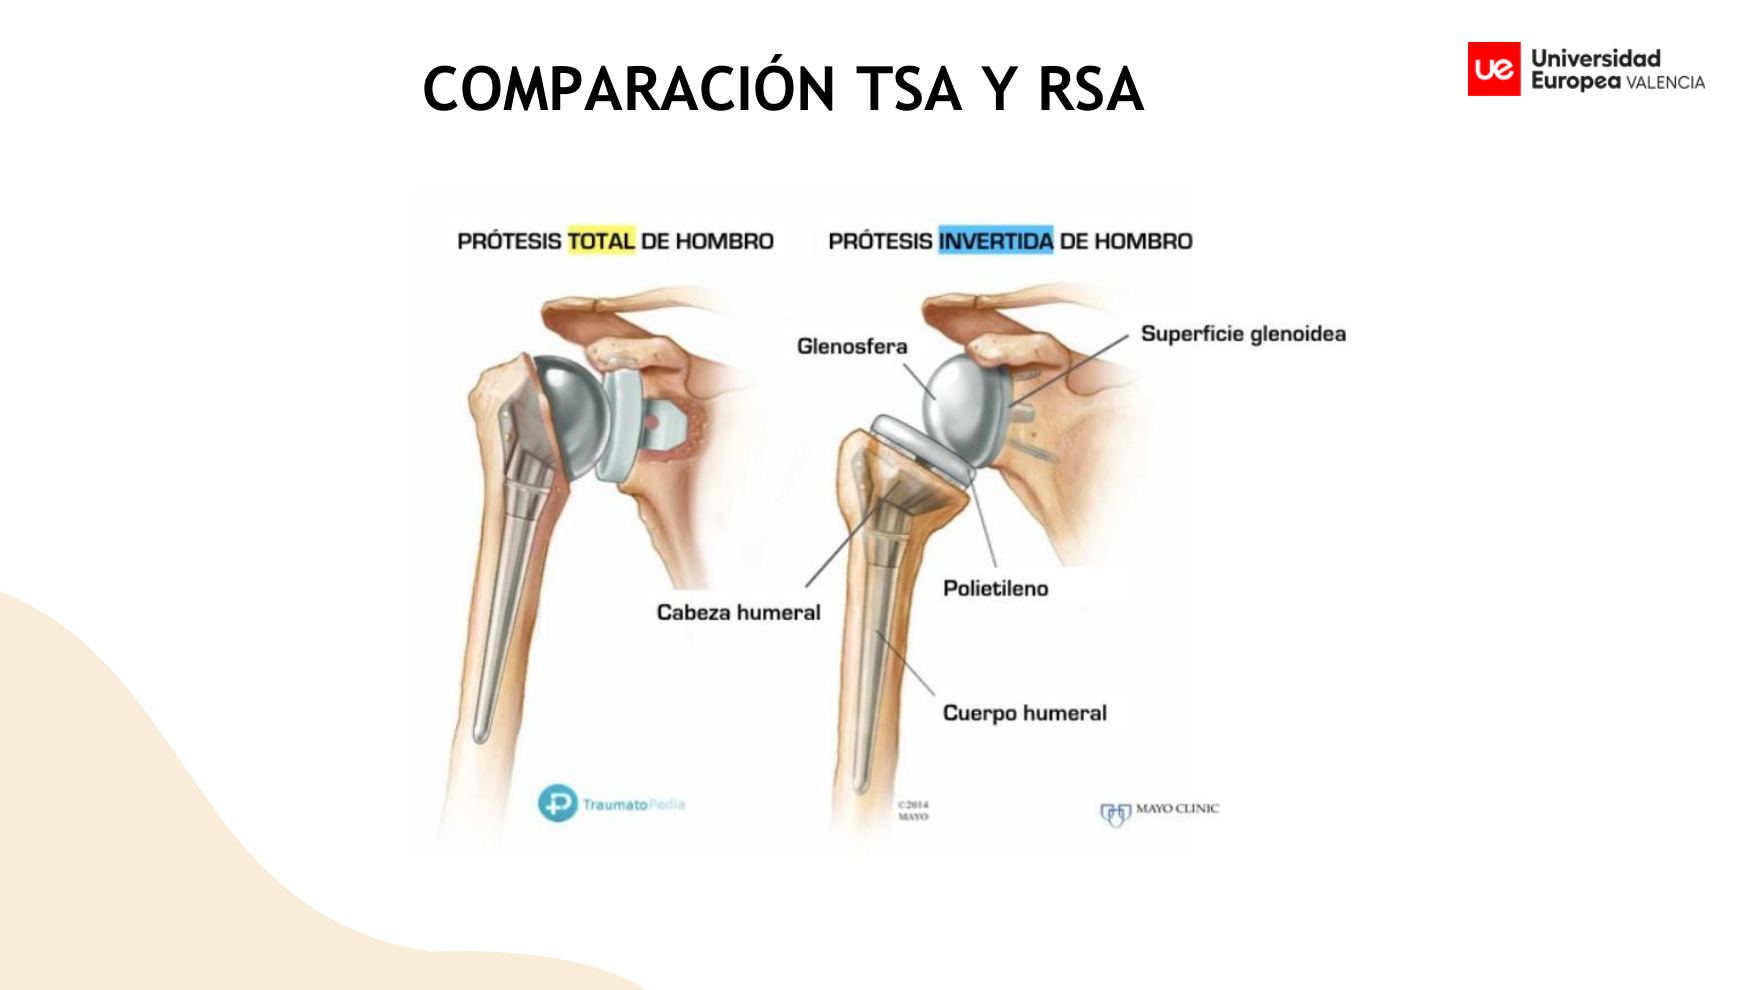 COMPARACIÓN TSA Y RSA
ue Universidad
Europea VALENCIA
PRÓTESIS TOTAL DE HOMBRO
PRÓTESIS INVERTIDA DE HOMBRO
Superficie glenoidea
Glenosfera
Polietileno
Cabeza humeral
Cuerpo humeral
TraumatoPedia
©2014
MAYO
MAYO CLINIC